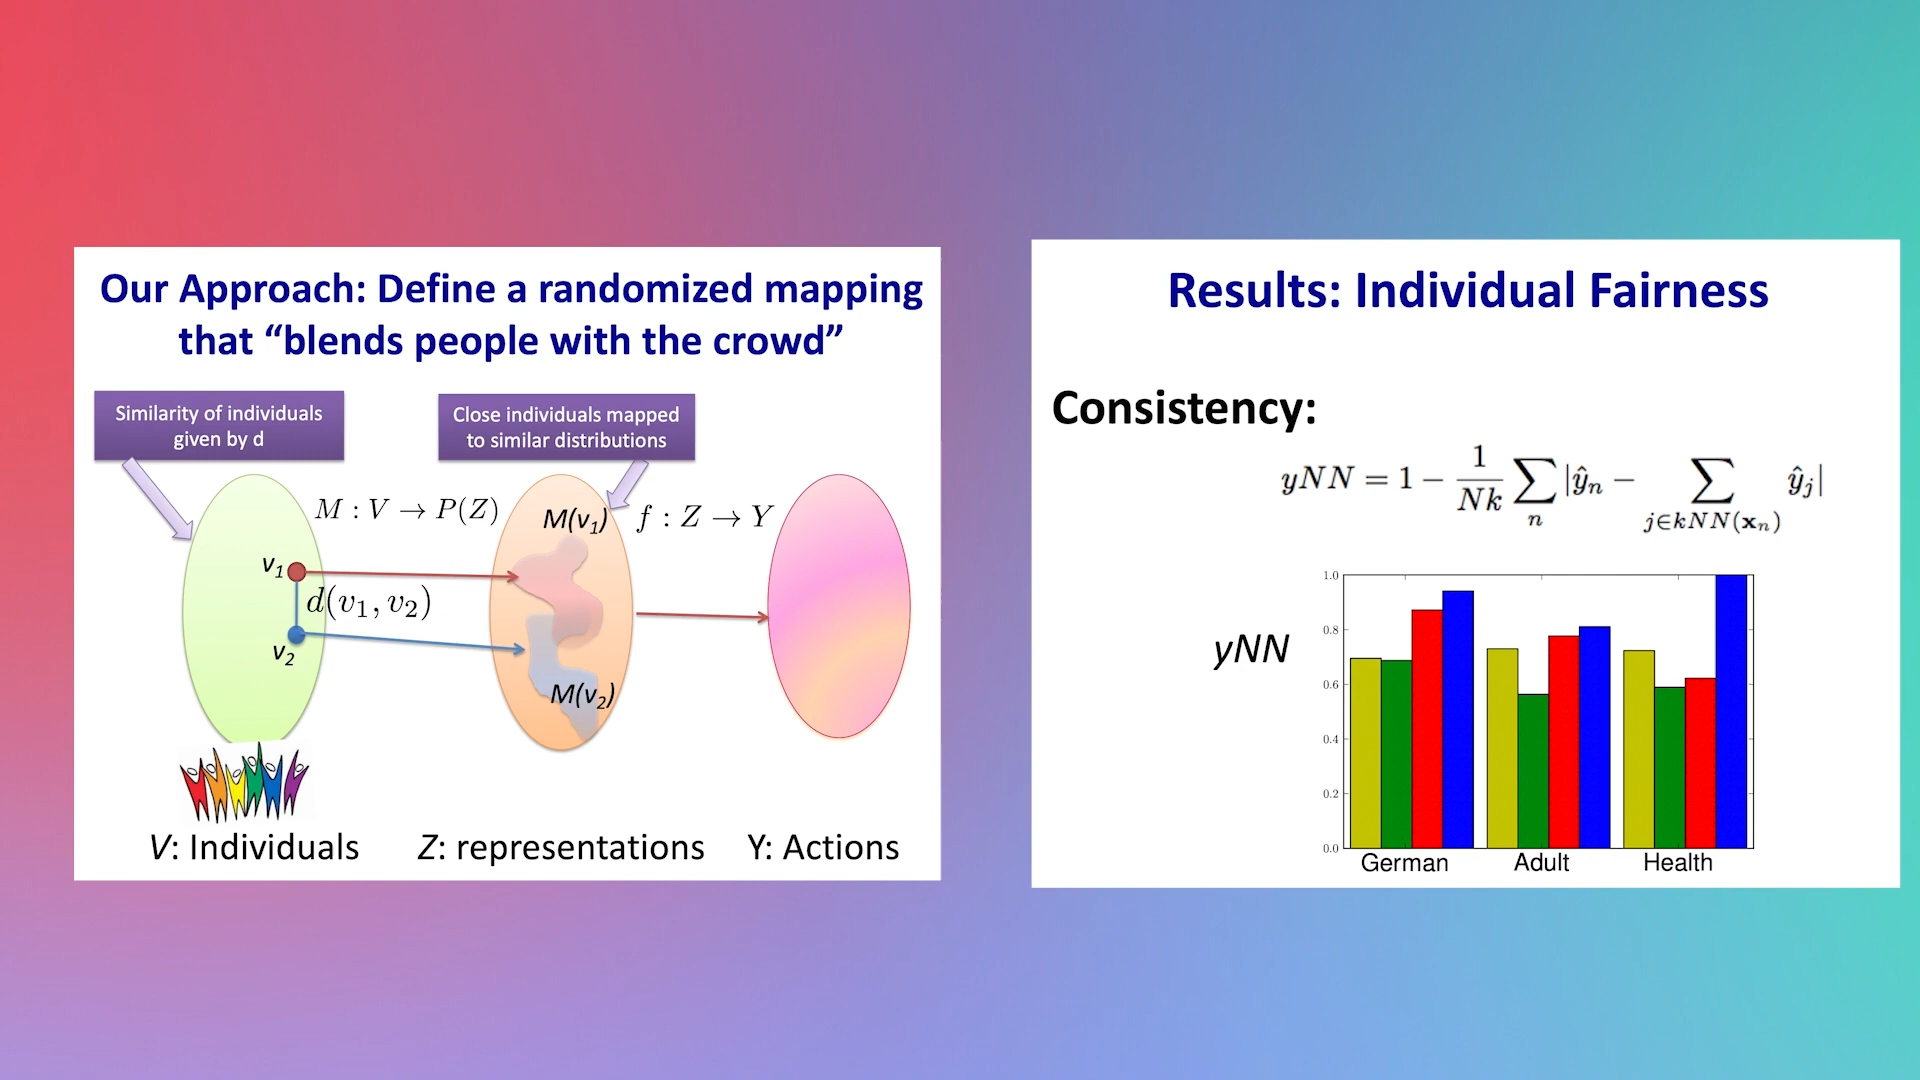 Our Approach: Define a randomized mapping
that “blends people with the crowd”
Similarity of individuals
given by d
Close individuals mapped
to similar distributions
M : V → P(Z)
M(v₁)
f : Z → Y
v₁
d(v₁, v₂)
v₂
M(v₂)
V: Individuals
Z: representations
Y: Actions
Results: Individual Fairness
Consistency:
yNN = 1 − 1/Nk ∑ₙ |ŷₙ − ∑_{j∈kNN(𝐱ₙ)} ŷⱼ|
yNN
1.0
0.8
0.6
0.4
0.2
0.0
German
Adult
Health